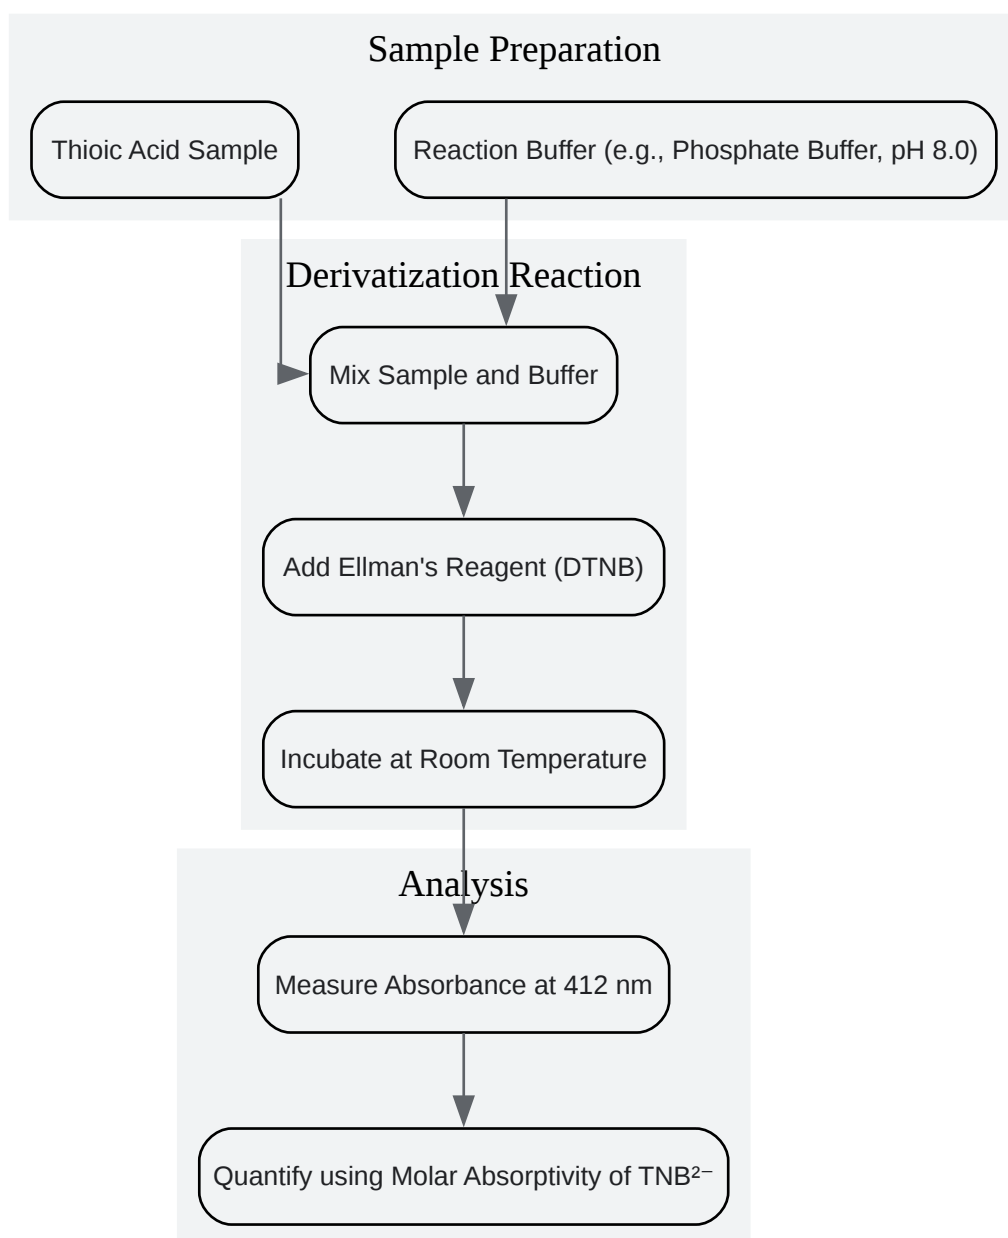 Sample Preparation
Thioic Acid Sample
Reaction Buffer (e.g., Phosphate Buffer, pH 8.0)
Derivatization Reaction
Mix Sample and Buffer
Add Ellman's Reagent (DTNB)
Incubate at Room Temperature
Analysis
Measure Absorbance at 412 nm
Quantify using Molar Absorptivity of TNB²⁻